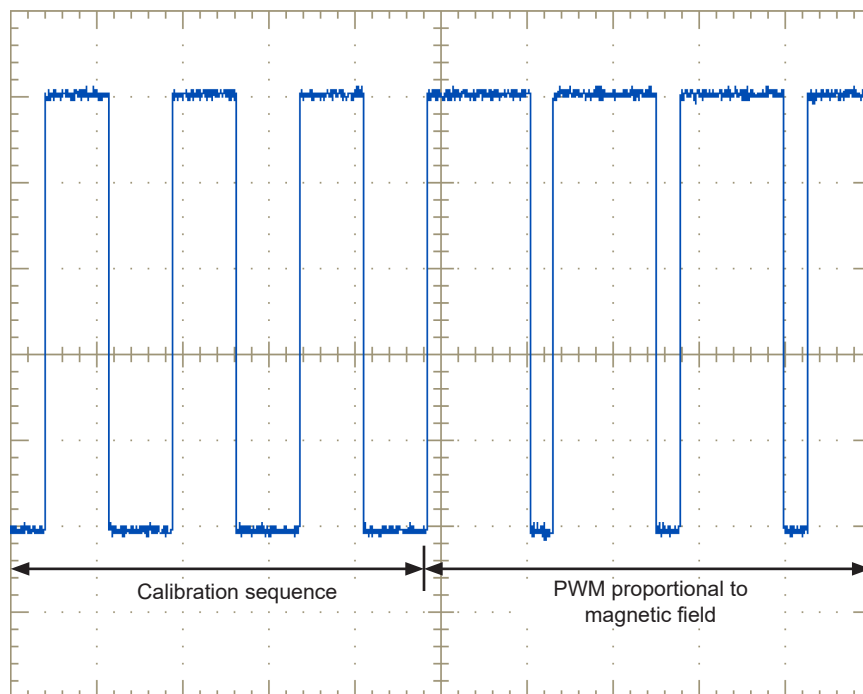 Calibration sequence
PWM proportional to
magnetic field